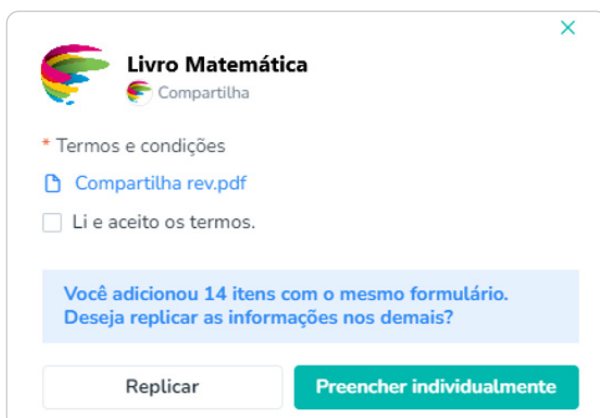 Livro Matemática
Compartilha
* Termos e condições
Compartilha rev.pdf
Li e aceito os termos.
Você adicionou 14 itens com o mesmo formulário.
Deseja replicar as informações nos demais?
Replicar
Preencher individualmente